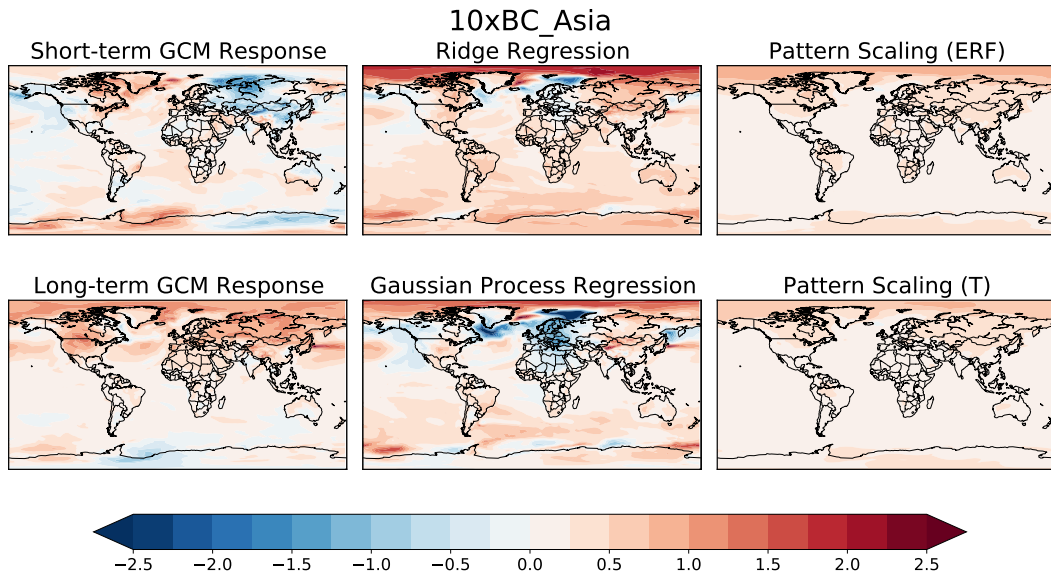 10xBC_Asia
Short-term GCM Response
Ridge Regression
Pattern Scaling (ERF)
Long-term GCM Response
Gaussian Process Regression
Pattern Scaling (T)
−2.5 −2.0 −1.5 −1.0 −0.5 0.0 0.5 1.0 1.5 2.0 2.5